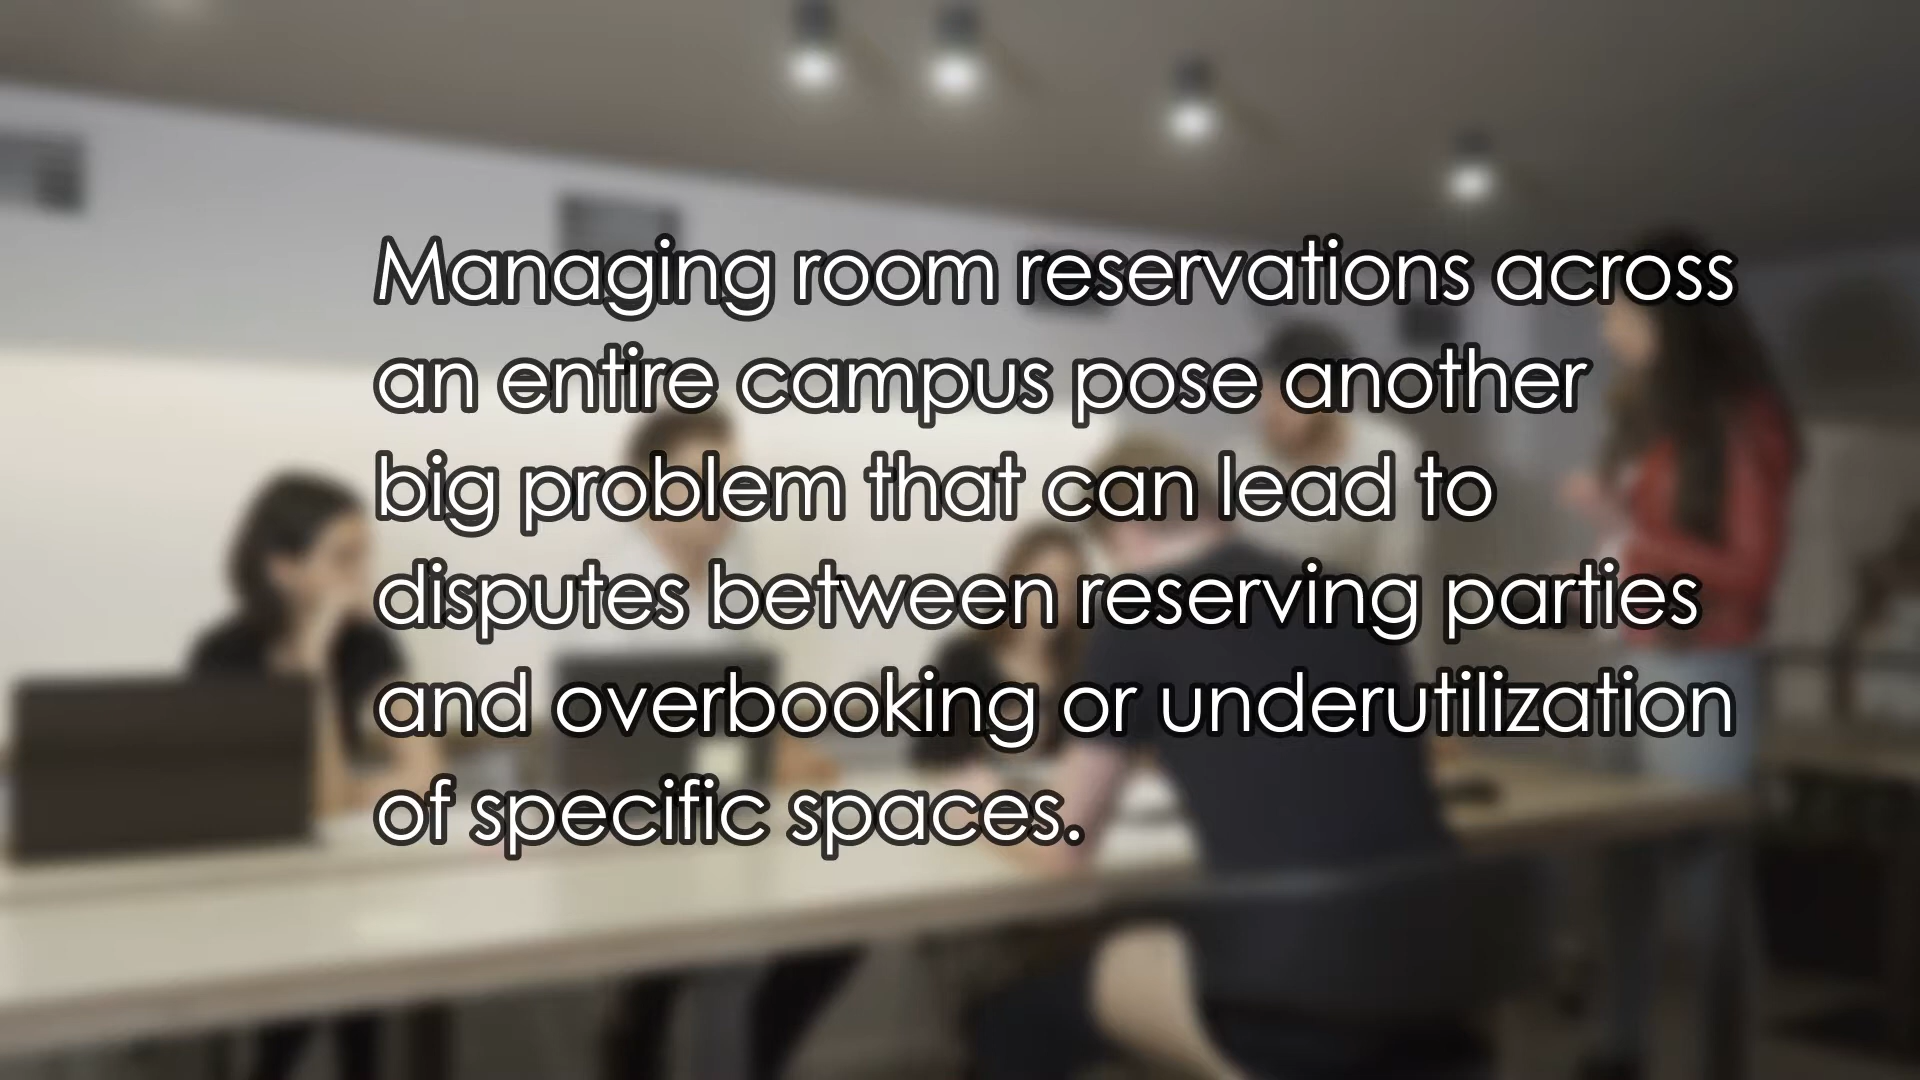 Managing room reservations across
an entire campus pose another
big problem that can lead to
disputes between reserving parties
and overbooking or underutilization
of specific spaces.